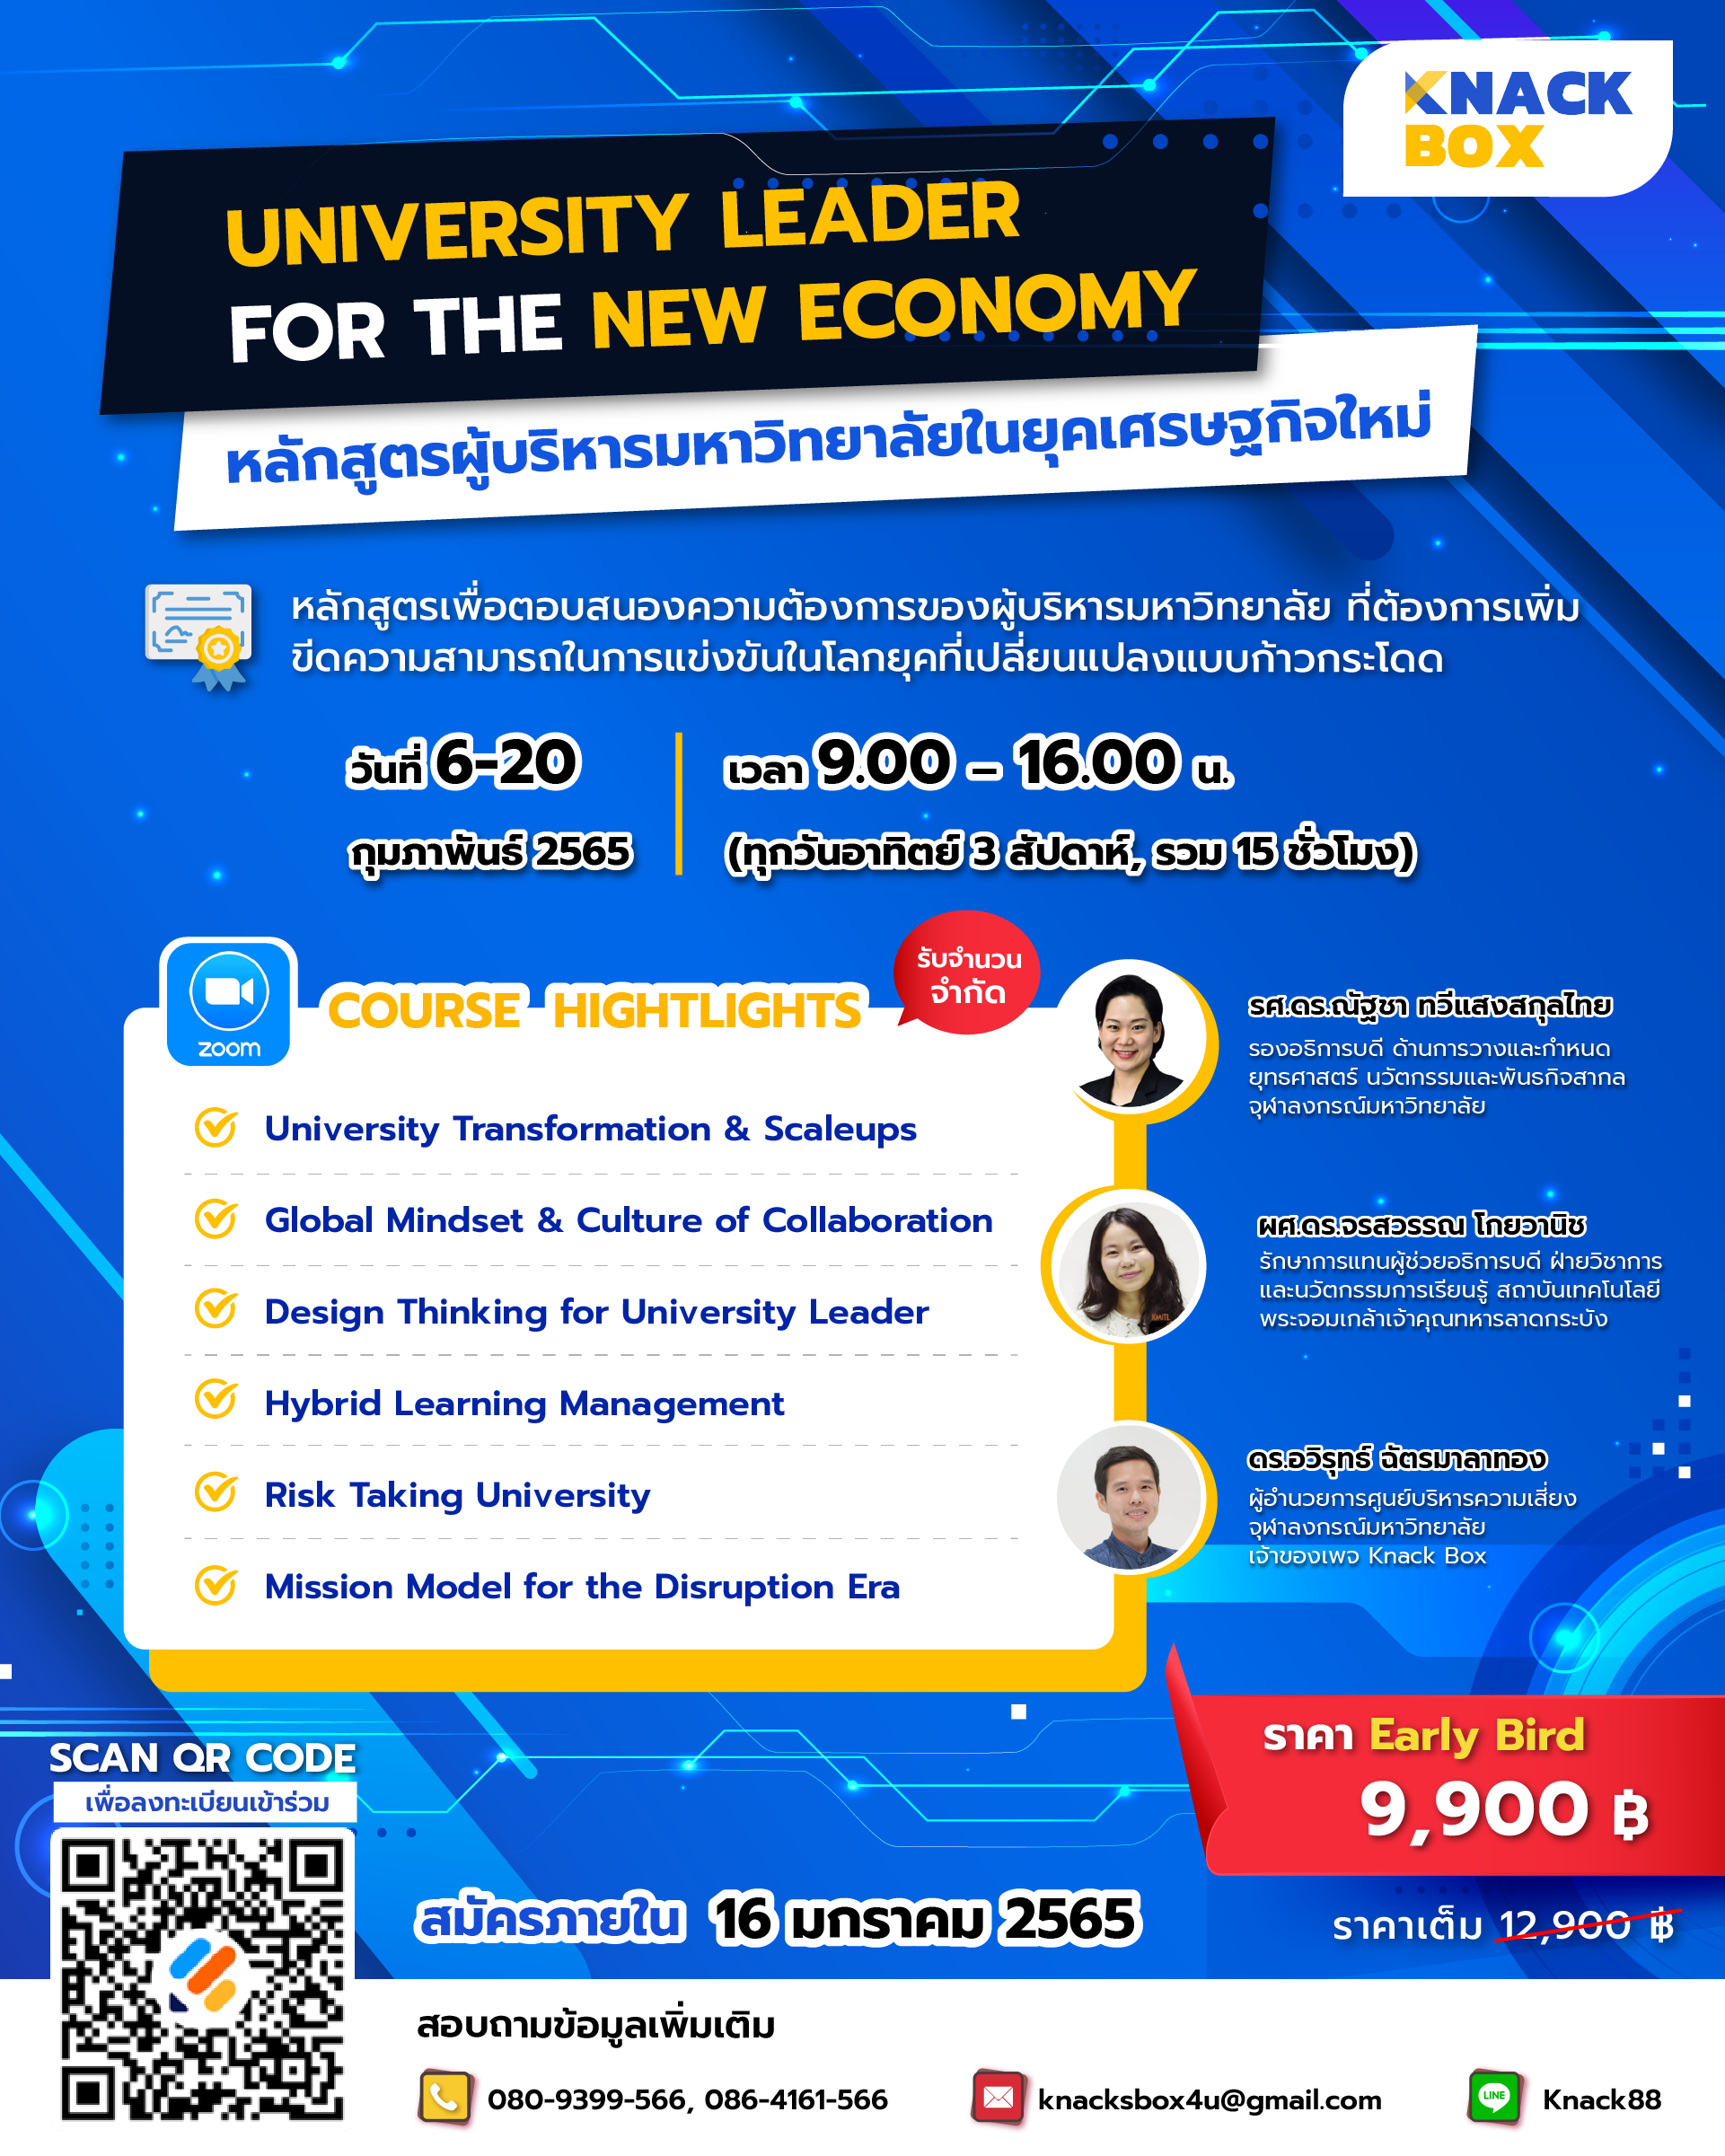 KNACK
BOX
UNIVERSITY LEADER
FOR THE NEW ECONOMY
หลักสูตรผู้บริหารมหาวิทยาลัยในยุคเศรษฐกิจใหม่
หลักสูตรเพื่อตอบสนองความต้องการของผู้บริหารมหาวิทยาลัย ที่ต้องการเพิ่ม
ขีดความสามารถในการแข่งขันในโลกยุคที่เปลี่ยนแปลงแบบก้าวกระโดด
วันที่ 6-20
กุมภาพันธ์ 2565
เวลา 9.00 – 16.00 น.
(ทุกวันอาทิตย์ 3 สัปดาห์, รวม 15 ชั่วโมง)
zoom
COURSE HIGHTLIGHTS
รับจำนวน
จำกัด
University Transformation & Scaleups
Global Mindset & Culture of Collaboration
Design Thinking for University Leader
Hybrid Learning Management
Risk Taking University
Mission Model for the Disruption Era
รศ.ดร.ณัฐชา ทวีแสงสกุลไทย
รองอธิการบดี ด้านการวางและกำหนด
ยุทธศาสตร์ นวัตกรรมและพันธกิจสากล
จุฬาลงกรณ์มหาวิทยาลัย
ผศ.ดร.จรสวรรณ โกยวานิช
รักษาการแทนผู้ช่วยอธิการบดี ฝ่ายวิชาการ
และนวัตกรรมการเรียนรู้ สถาบันเทคโนโลยี
พระจอมเกล้าเจ้าคุณทหารลาดกระบัง
ดร.อวิรุทธ์ ฉัตรมาลาทอง
ผู้อำนวยการศูนย์บริหารความเสี่ยง
จุฬาลงกรณ์มหาวิทยาลัย
เจ้าของเพจ Knack Box
SCAN QR CODE
เพื่อลงทะเบียนเข้าร่วม
ราคา Early Bird
9,900 ฿
ราคาเต็ม 12,900 ฿
สมัครภายใน 16 มกราคม 2565
สอบถามข้อมูลเพิ่มเติม
080-9399-566, 086-4161-566
knacksbox4u@gmail.com
LINE
Knack88